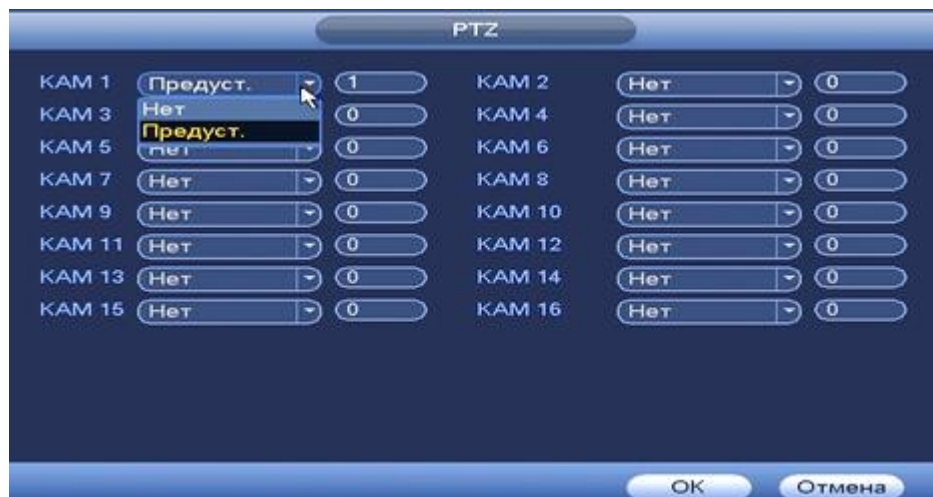 PTZ
КАМ 1 Предуст. 1 КАМ 2 Нет 0
Нет
КАМ 3 0 КАМ 4 Нет 0
Предуст.
КАМ 5 Нет 0 КАМ 6 Нет 0
КАМ 7 Нет 0 КАМ 8 Нет 0
КАМ 9 Нет 0 КАМ 10 Нет 0
КАМ 11 Нет 0 КАМ 12 Нет 0
КАМ 13 Нет 0 КАМ 14 Нет 0
КАМ 15 Нет 0 КАМ 16 Нет 0
OK Отмена